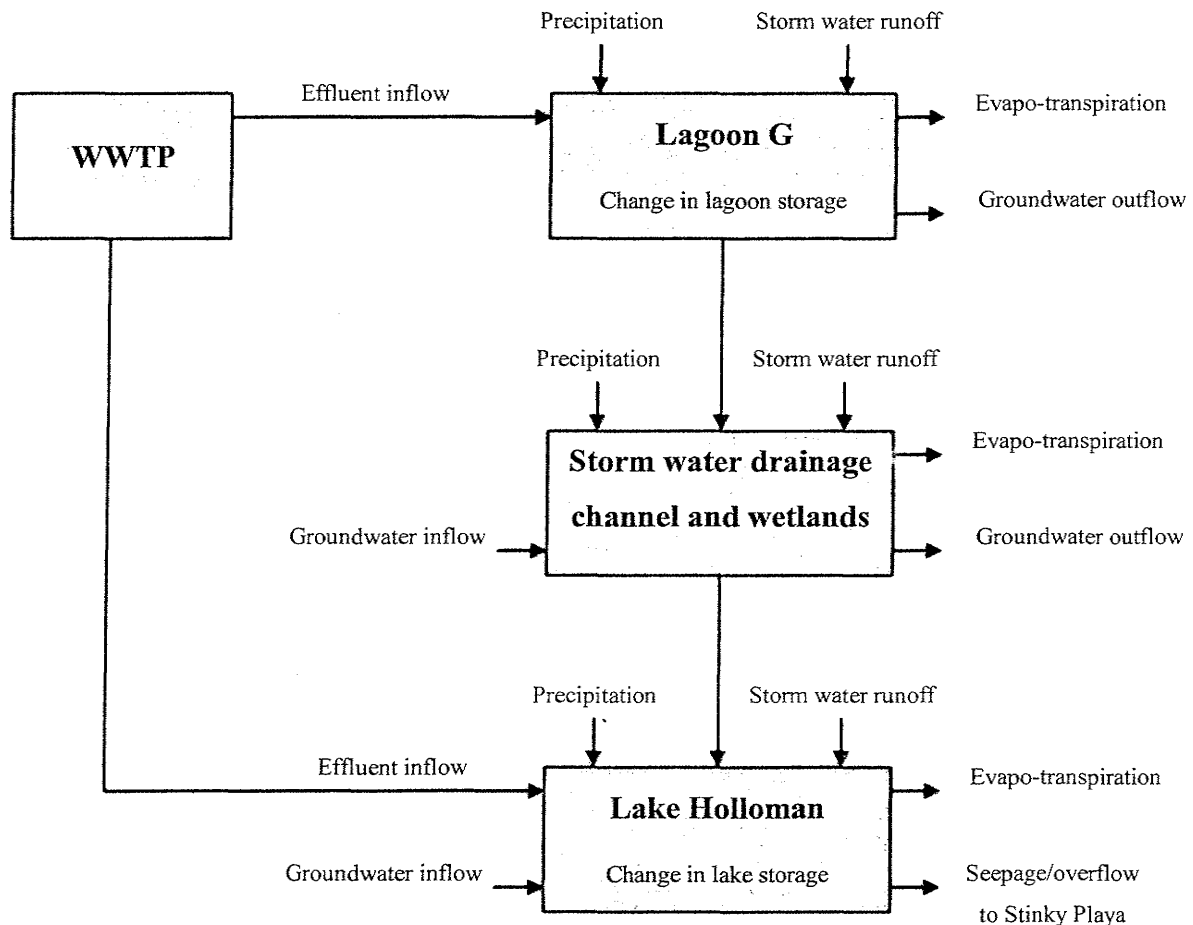 Precipitation
Storm water runoff
Effluent inflow
Evapo-transpiration
WWTP
Lagoon G
Change in lagoon storage
Groundwater outflow
Precipitation
Storm water runoff
Evapo-transpiration
Storm water drainage
channel and wetlands
Groundwater inflow
Groundwater outflow
Precipitation
Storm water runoff
Effluent inflow
Evapo-transpiration
Lake Holloman
Groundwater inflow
Change in lake storage
Seepage/overflow
to Stinky Playa